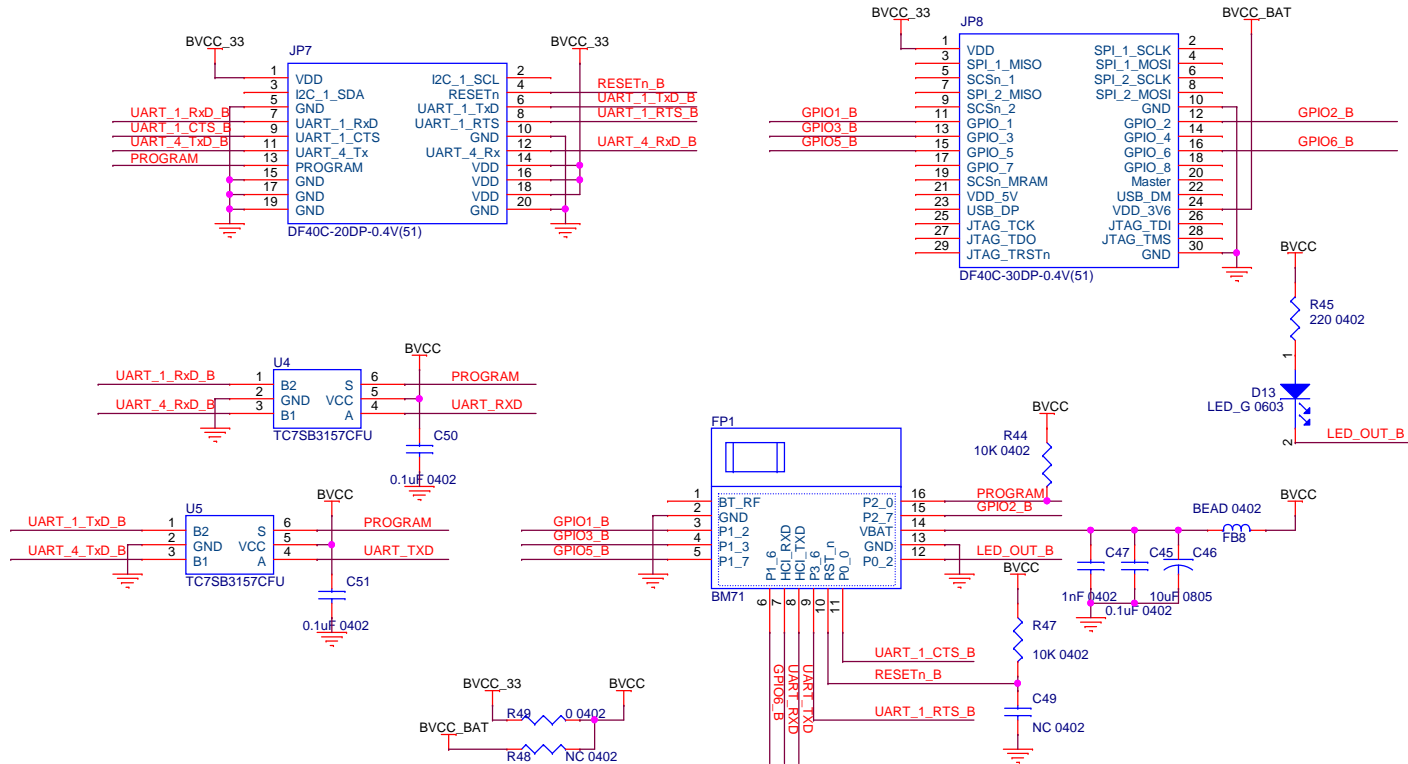 JP7
BVCC_33
BVCC_33
1 VDD I2C_1_SCL 2
3 I2C_1_SDA RESETn 4 RESETn_B
5 GND UART_1_TxD 6 UART_1_TxD_B
UART_1_RxD_B 7 UART_1_RxD UART_1_RTS 8 UART_1_RTS_B
UART_1_CTS_B 9 UART_1_CTS GND 10
UART_4_TxD_B 11 UART_4_Tx UART_4_Rx 12 UART_4_RxD_B
PROGRAM 13 PROGRAM VDD 14
15 GND VDD 16
17 GND VDD 18
19 GND GND 20
DF40C-20DP-0.4V(51)
BVCC_33
JP8
BVCC_BAT
1 VDD SPI_1_SCLK 2
3 SPI_1_MISO SPI_1_MOSI 4
5 SCSn_1 SPI_2_SCLK 6
7 SPI_2_MISO SPI_2_MOSI 8
9 SCSn_2 GND 10
GPIO1_B 11 GPIO_1 GPIO_2 12 GPIO2_B
GPIO3_B 13 GPIO_3 GPIO_4 14
GPIO5_B 15 GPIO_5 GPIO_6 16 GPIO6_B
17 GPIO_7 GPIO_8 18
19 SCSn_MRAM Master 20
21 VDD_5V USB_DM 22
23 USB_DP VDD_3V6 24
25 JTAG_TCK JTAG_TDI 26
27 JTAG_TDO JTAG_TMS 28
29 JTAG_TRSTn GND 30
DF40C-30DP-0.4V(51)
BVCC
R45
220 0402
1
D13
LED_G 0603
2
LED_OUT_B
BVCC
U4
UART_1_RxD_B 1 B2 S 6 PROGRAM
2 GND VCC 5
UART_4_RxD_B 3 B1 A 4 UART_RXD
TC7SB3157CFU
C50
0.1uF 0402
BVCC
U5
UART_1_TxD_B 1 B2 S 6 PROGRAM
2 GND VCC 5
UART_4_TxD_B 3 B1 A 4 UART_TXD
TC7SB3157CFU
C51
0.1uF 0402
FP1
BVCC
R44
10K 0402
1 BT_RF P2_0 16 PROGRAM
2 GND P2_7 15 GPIO2_B
GPIO1_B 3 P1_2 VBAT 14
GPIO3_B 4 P1_3 GND 13
GPIO5_B 5 P1_7 P0_2 12 LED_OUT_B
P1_6
HCI_RXD
HCI_TXD
P3_6
RST_n
P0_0
BM71
6
7
8
9
10
11
GPIO6_B
UART_RXD
UART_TXD
UART_1_CTS_B
RESETn_B
UART_1_RTS_B
BVCC
BEAD 0402
FB8
C47
C45
C46
1nF 0402
0.1uF 0402
10uF 0805
BVCC
R47
10K 0402
C49
NC 0402
BVCC_33
BVCC
R49 0 0402
BVCC_BAT
R48 NC 0402